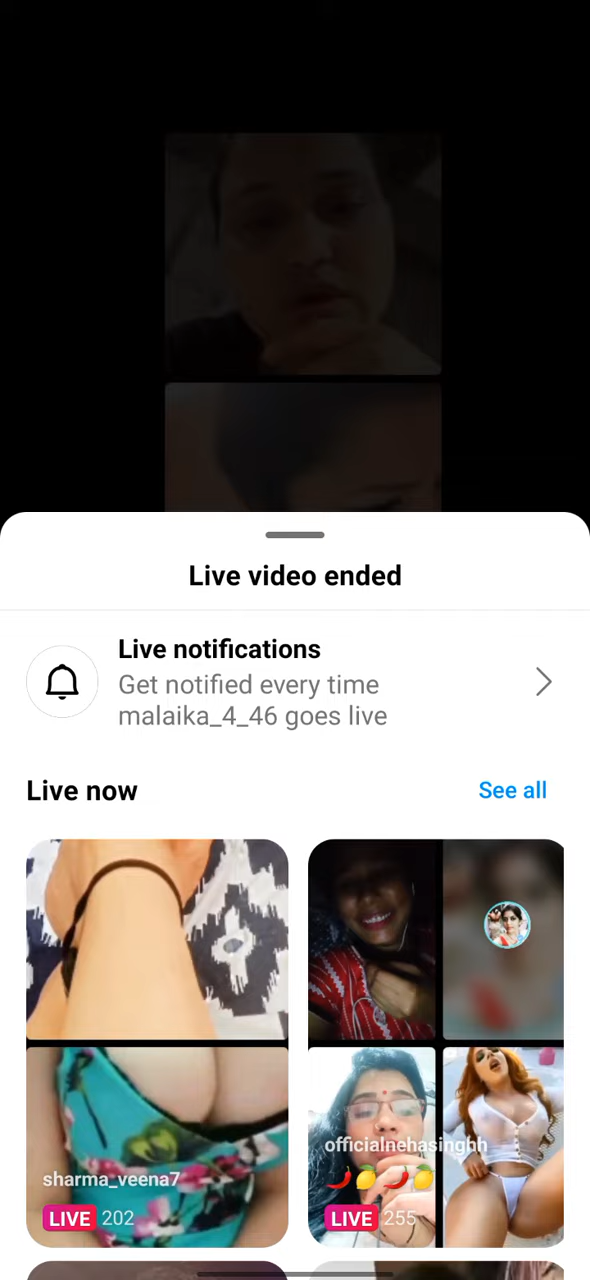 Live video ended
Live notifications
Get notified every time
malaika_4_46 goes live
Live now
See all
sharma_veena7
LIVE 202
officialnehasinghh
🌶️🍋🌶️🍋
LIVE 255